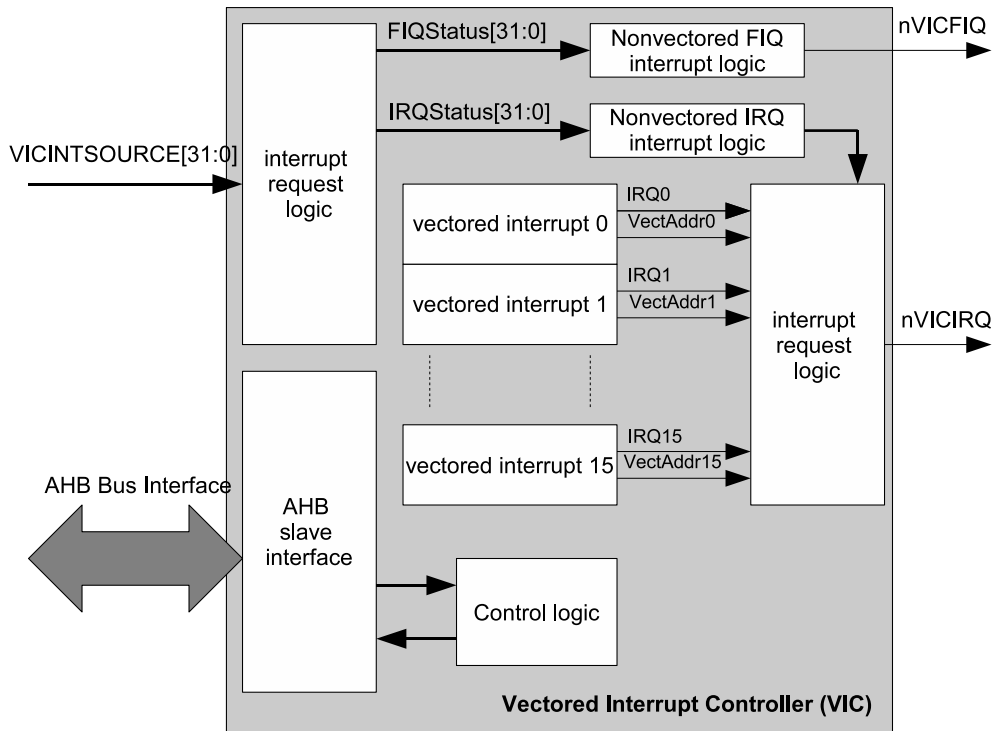 FIQStatus[31:0]
Nonvectored FIQ
interrupt logic
nVICFIQ
IRQStatus[31:0]
Nonvectored IRQ
interrupt logic
VICINTSOURCE[31:0]
interrupt
request
logic
vectored interrupt 0
IRQ0
VectAddr0
vectored interrupt 1
IRQ1
VectAddr1
interrupt
request
logic
nVICIRQ
vectored interrupt 15
IRQ15
VectAddr15
AHB Bus Interface
AHB
slave
interface
Control logic
Vectored Interrupt Controller (VIC)